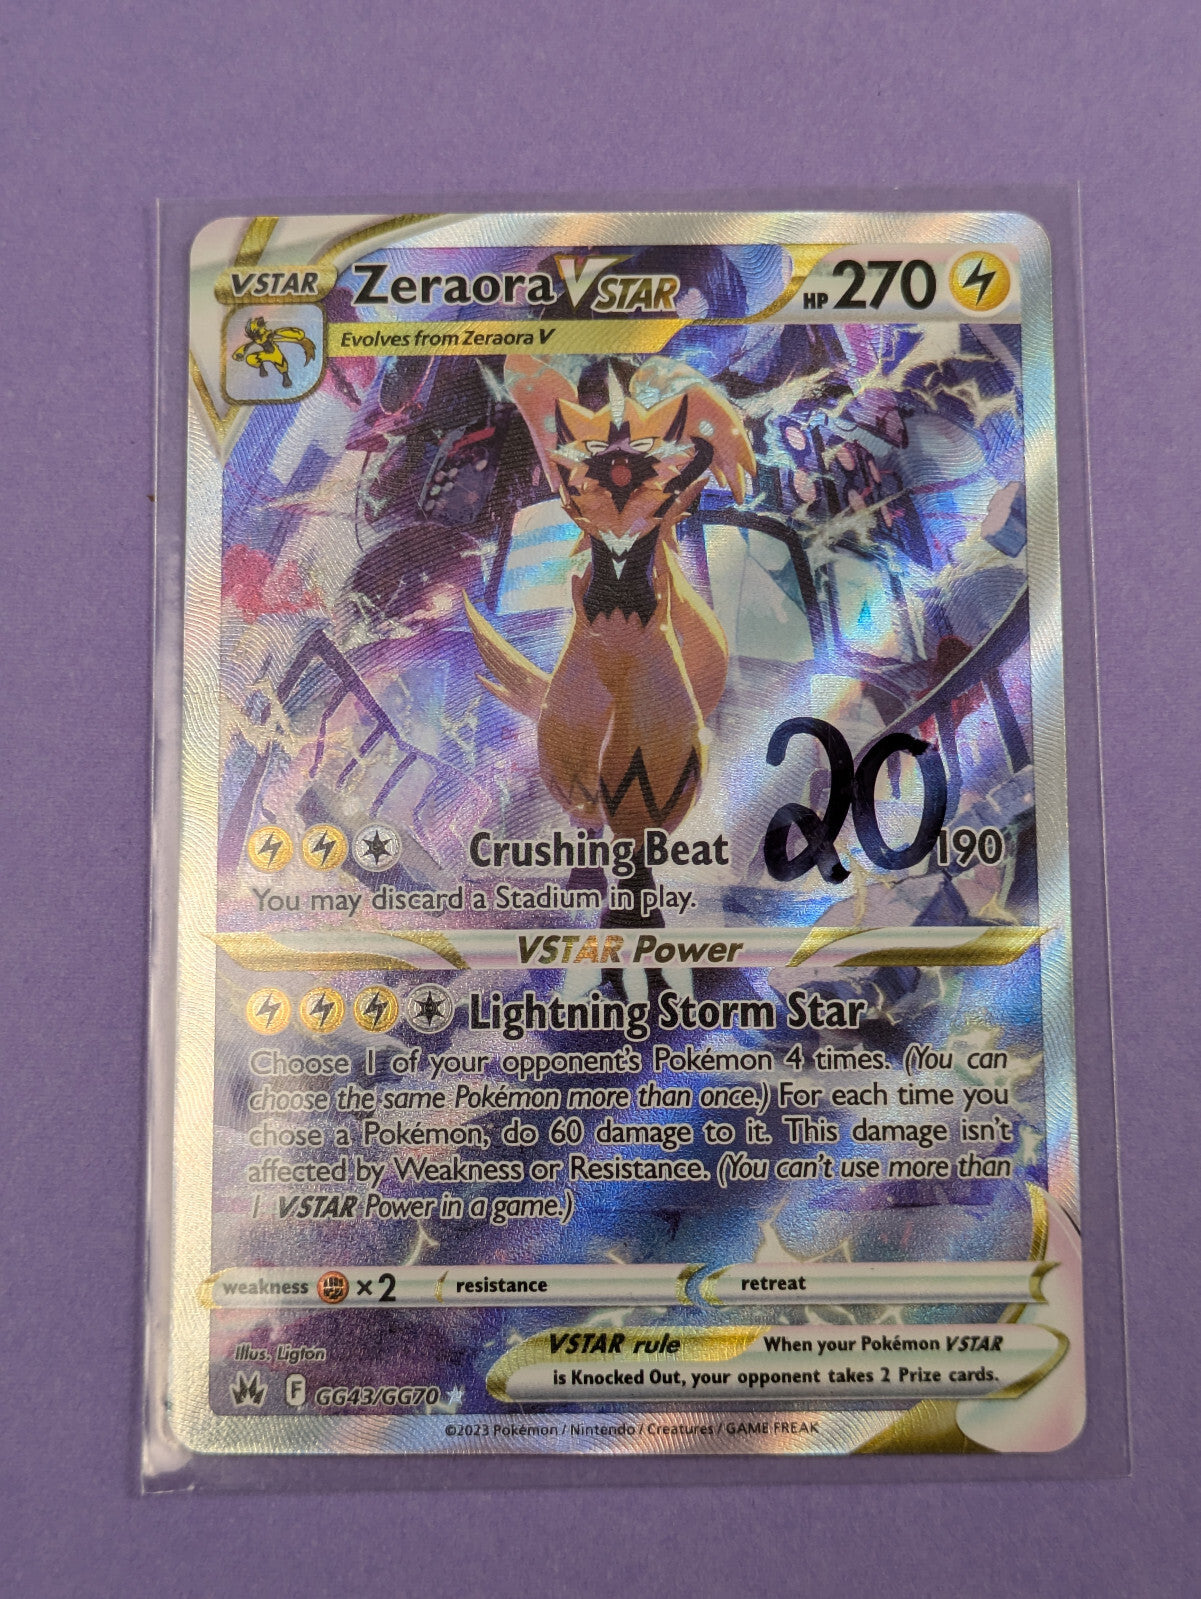 VSTAR Zeraora VSTAR HP 270
Evolves from Zeraora V
20
Crushing Beat 190
You may discard a Stadium in play.
VSTAR Power
Lightning Storm Star
Choose 1 of your opponent's Pokémon 4 times. (You can
choose the same Pokémon more than once.) For each time you
chose a Pokémon, do 60 damage to it. This damage isn't
affected by Weakness or Resistance. (You can't use more than
1 VSTAR Power in a game.)
weakness ×2 resistance retreat
VSTAR rule When your Pokémon VSTAR
is Knocked Out, your opponent takes 2 Prize cards.
Illus. Ligton
F GG43/GG70
©2023 Pokémon / Nintendo / Creatures / GAME FREAK